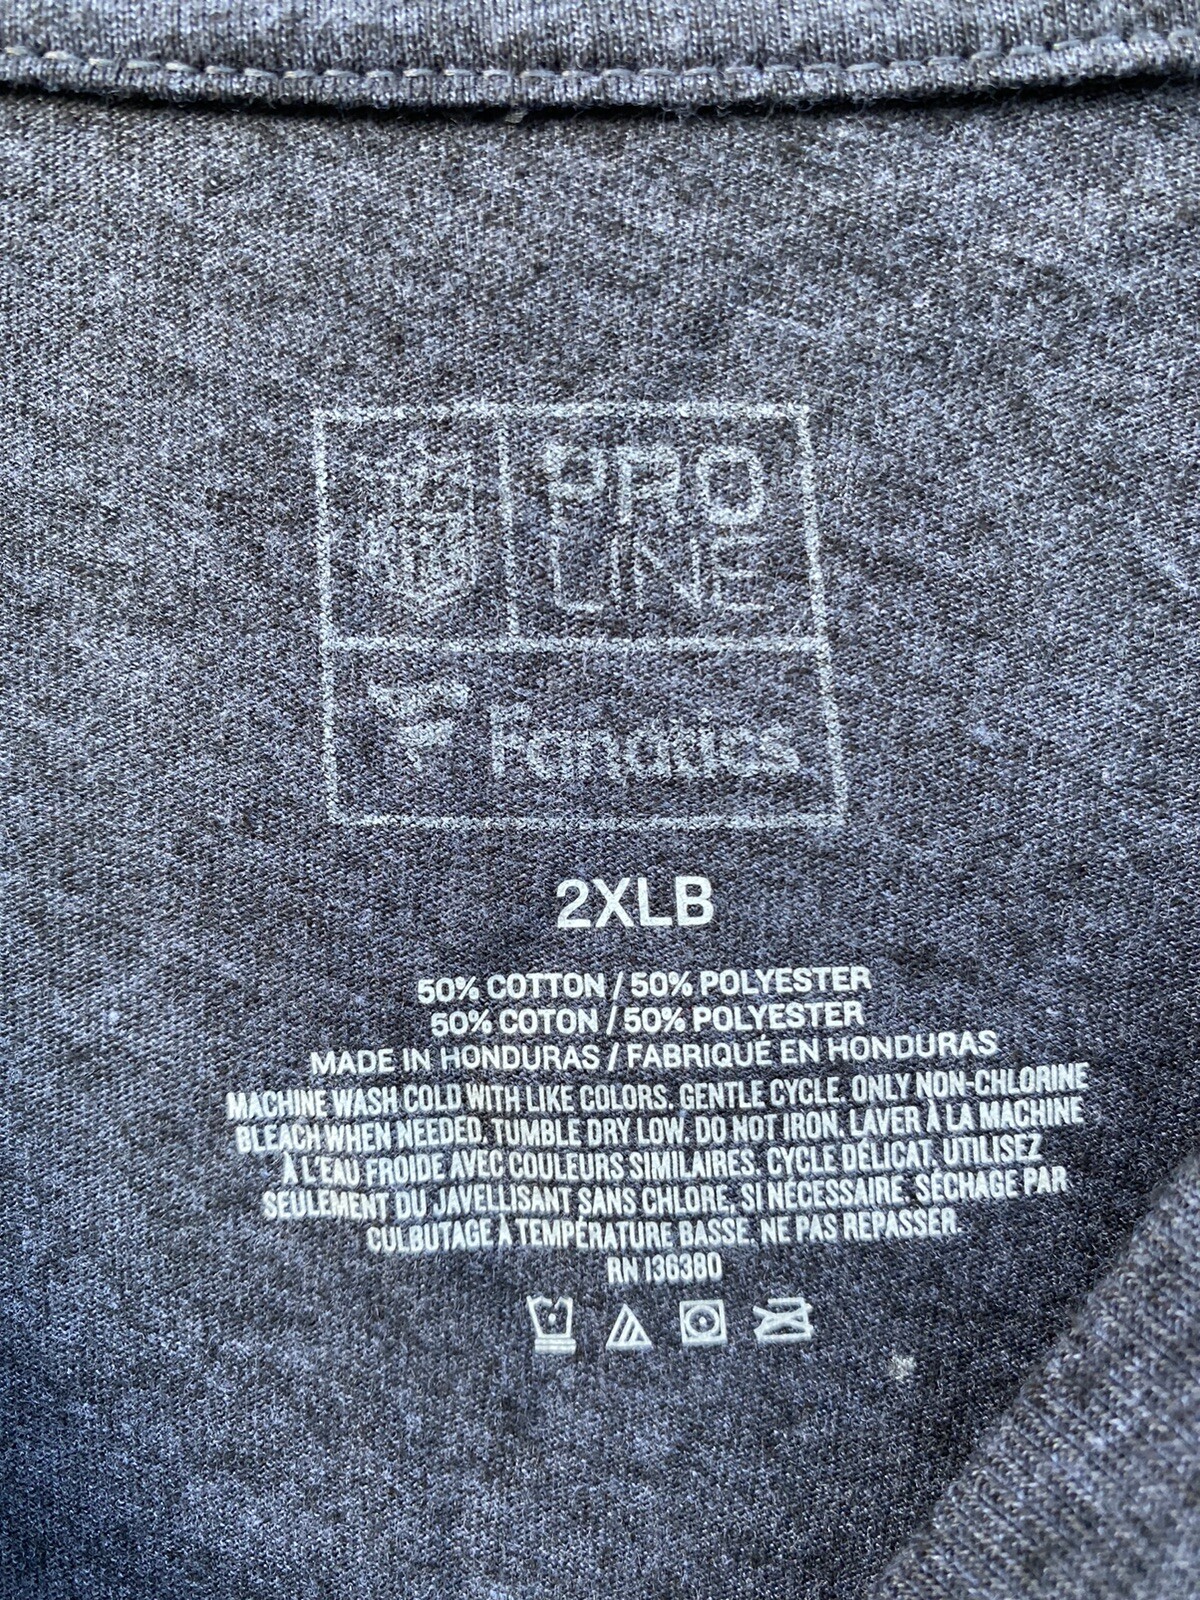 NFL
PRO
LINE
Fanatics
2XLB
50% COTTON / 50% POLYESTER
50% COTON / 50% POLYESTER
MADE IN HONDURAS / FABRIQUÉ EN HONDURAS
MACHINE WASH COLD WITH LIKE COLORS. GENTLE CYCLE. ONLY NON-CHLORINE
BLEACH WHEN NEEDED. TUMBLE DRY LOW. DO NOT IRON. LAVER À LA MACHINE
À L'EAU FROIDE AVEC COULEURS SIMILAIRES. CYCLE DÉLICAT. UTILISEZ
SEULEMENT DU JAVELLISANT SANS CHLORE, SI NÉCESSAIRE. SÉCHAGE PAR
CULBUTAGE À TEMPÉRATURE BASSE. NE PAS REPASSER.
RN 136380